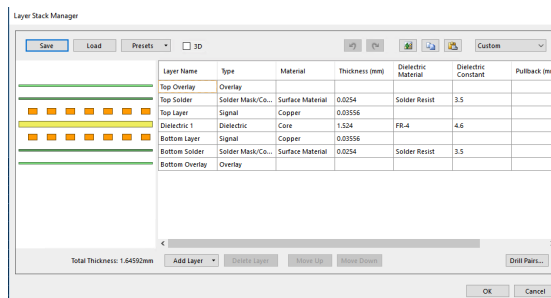 Layer Stack Manager
Save Load Presets 3D Custom
Layer Name Type Material Thickness (mm) Dielectric Material Dielectric Constant Pullback (m
Top Overlay Overlay
Top Solder Solder Mask/Co... Surface Material 0.0254 Solder Resist 3.5
Top Layer Signal Copper 0.03556
Dielectric 1 Dielectric Core 1.524 FR-4 4.6
Bottom Layer Signal Copper 0.03556
Bottom Solder Solder Mask/Co... Surface Material 0.0254 Solder Resist 3.5
Bottom Overlay Overlay
Total Thickness: 1.64592mm Add Layer Delete Layer Move Up Move Down Drill Pairs...
OK Cancel